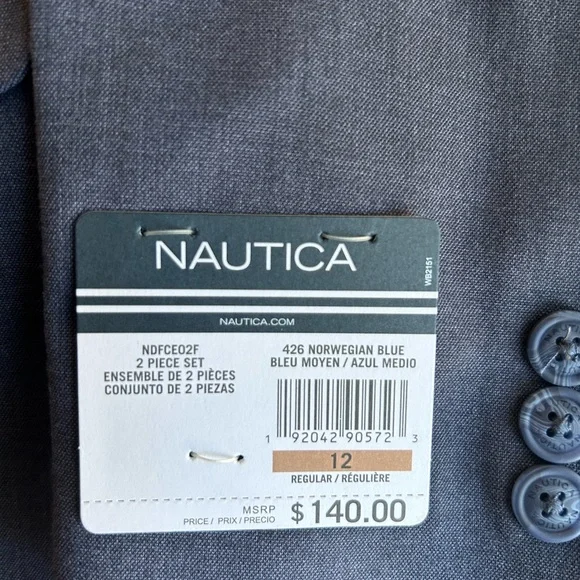 NAUTICA
WB2151
NAUTICA.COM
NDFCE02F
2 PIECE SET
ENSEMBLE DE 2 PIÈCES
CONJUNTO DE 2 PIEZAS
426 NORWEGIAN BLUE
BLEU MOYEN / AZUL MEDIO
1 92042 90572 3
12
REGULAR / RÉGULIÈRE
MSRP
PRICE / PRIX / PRECIO
$140.00
NAUTICA